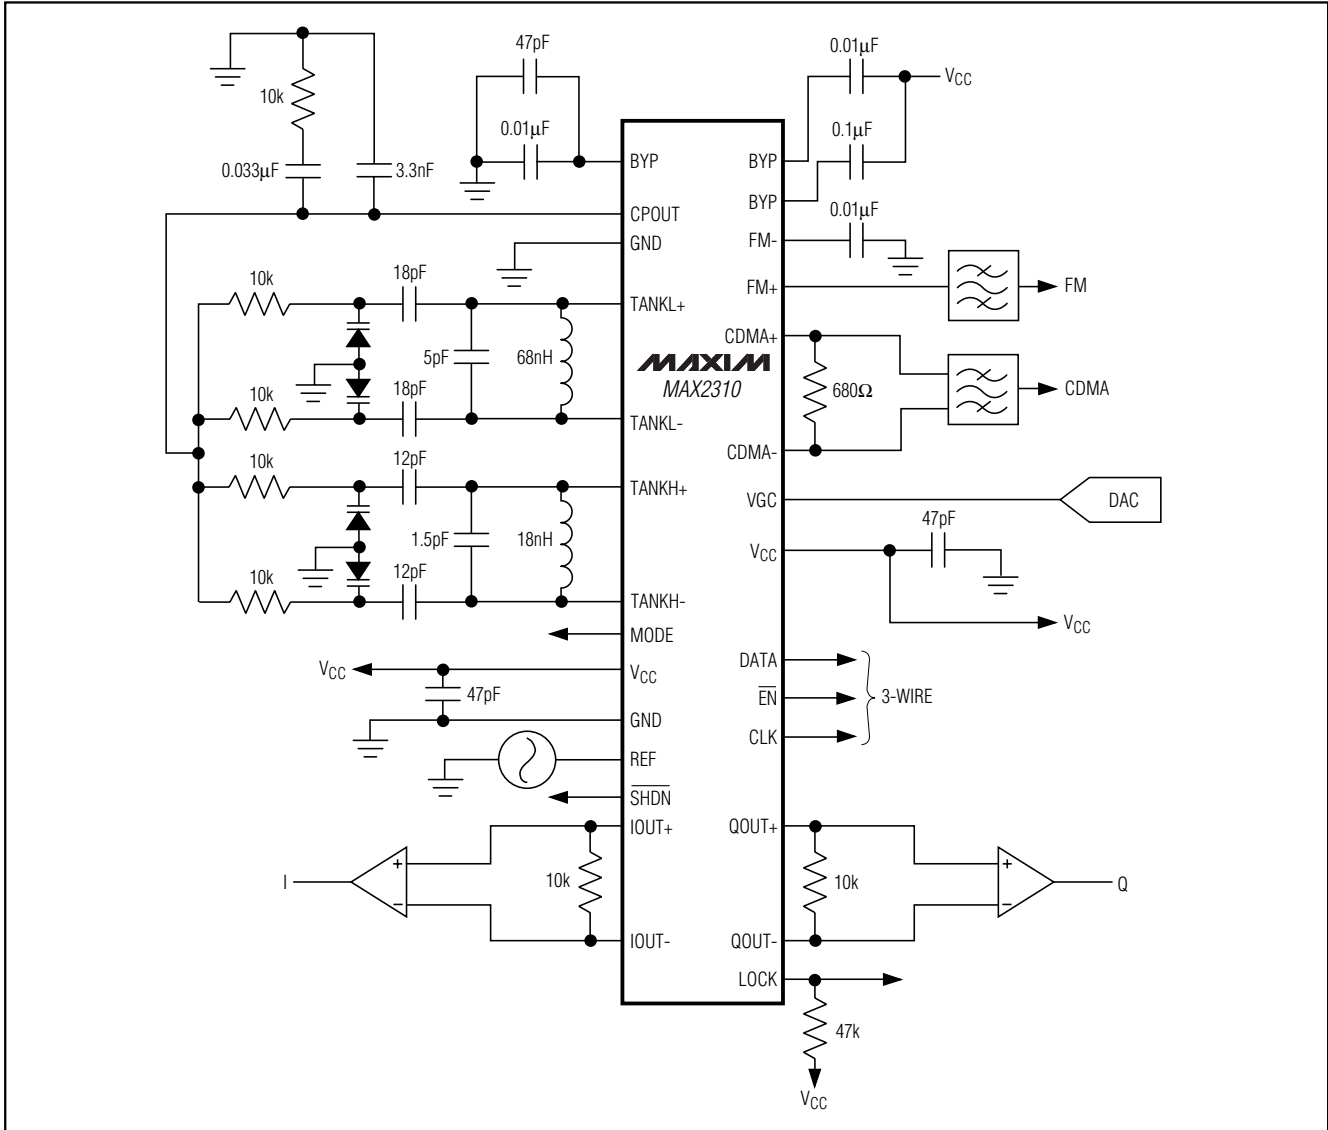 47pF
0.01µF
VCC
10k
0.01µF
0.1µF
BYP
BYP
0.033µF
3.3nF
BYP
CPOUT
0.01µF
GND
FM-
10k
18pF
FM+
FM
TANKL+
CDMA+
5pF
68nH
MAXIM
MAX2310
680Ω
CDMA
10k
18pF
TANKL-
CDMA-
10k
12pF
TANKH+
VGC
DAC
47pF
1.5pF
18nH
VCC
10k
12pF
TANKH-
VCC
MODE
DATA
VCC
VCC
47pF
EN
3-WIRE
GND
CLK
REF
SHDN
IOUT+
QOUT+
+
+
I
10k
10k
Q
−
−
IOUT-
QOUT-
LOCK
47k
VCC